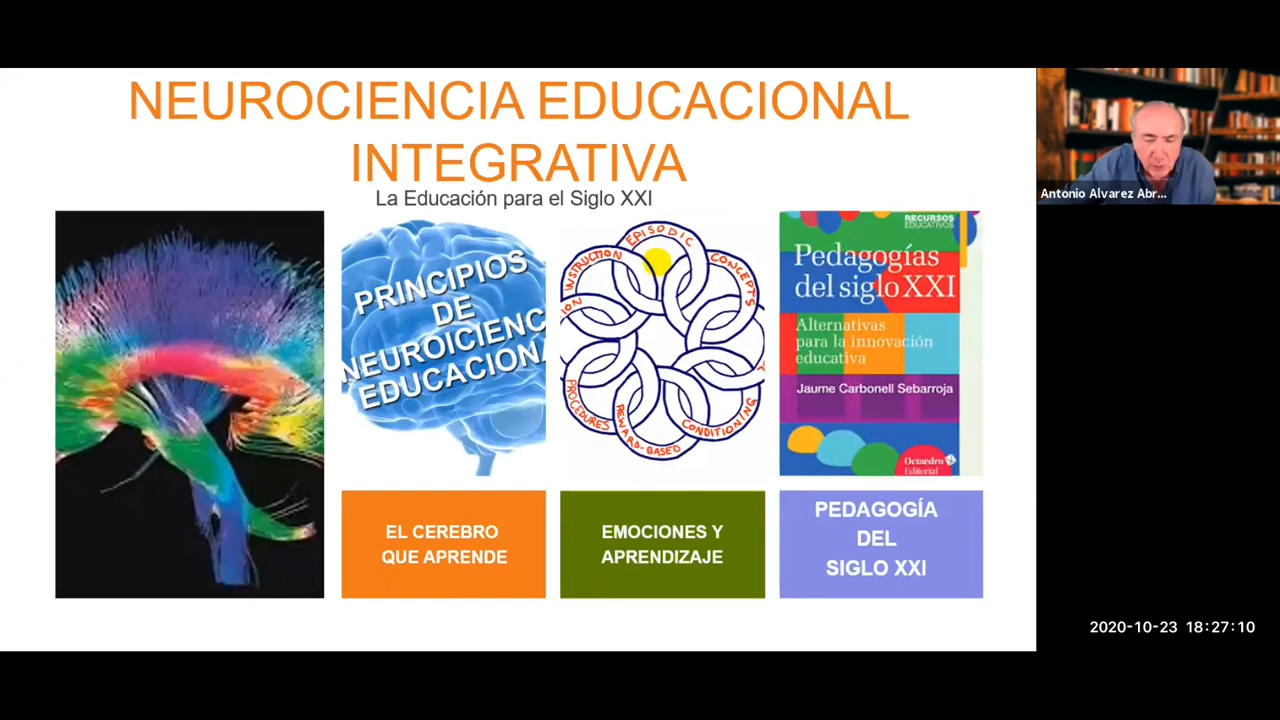 NEUROCIENCIA EDUCACIONAL
INTEGRATIVA
La Educación para el Siglo XXI
PRINCIPIOS
DE
NEUROICIENC
EDUCACIONA
EPISODIC
CONCEPTS
CONDITIONING
REWARD-BASED
PROCEDURES
INSTRUCTION
RECURSOS
EDUCATIVOS
Pedagogías
del siglo XXI
Alternativas
para la innovación
educativa
Jaume Carbonell Sebarroja
Octaedro
Editorial
EL CEREBRO
QUE APRENDE
EMOCIONES Y
APRENDIZAJE
PEDAGOGÍA
DEL
SIGLO XXI
Antonio Alvarez Abr...
2020-10-23 18:27:10